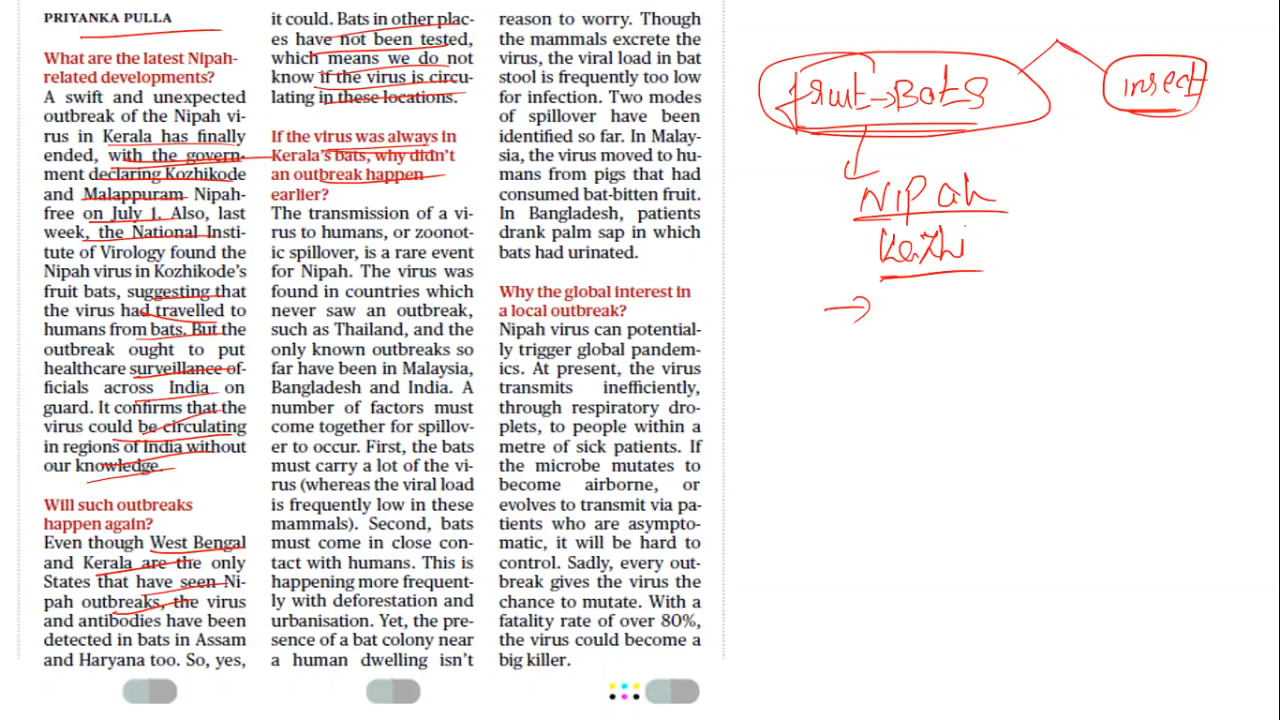 PRIYANKA PULLA
What are the latest Nipah-
related developments?
A swift and unexpected
outbreak of the Nipah vi-
rus in Kerala has finally
ended, with the govern-
ment declaring Kozhikode
and Malappuram Nipah-
free on July 1. Also, last
week, the National Insti-
tute of Virology found the
Nipah virus in Kozhikode's
fruit bats, suggesting that
the virus had travelled to
humans from bats. But the
outbreak ought to put
healthcare surveillance of-
ficials across India on
guard. It confirms that the
virus could be circulating
in regions of India without
our knowledge.
Will such outbreaks
happen again?
Even though West Bengal
and Kerala are the only
States that have seen Ni-
pah outbreaks, the virus
and antibodies have been
detected in bats in Assam
and Haryana too. So, yes,
it could. Bats in other plac-
es have not been tested,
which means we do not
know if the virus is circu-
lating in these locations.
If the virus was always in
Kerala's bats, why didn't
an outbreak happen
earlier?
The transmission of a vi-
rus to humans, or zoonot-
ic spillover, is a rare event
for Nipah. The virus was
found in countries which
never saw an outbreak,
such as Thailand, and the
only known outbreaks so
far have been in Malaysia,
Bangladesh and India. A
number of factors must
come together for spillov-
er to occur. First, the bats
must carry a lot of the vi-
rus (whereas the viral load
is frequently low in these
mammals). Second, bats
must come in close con-
tact with humans. This is
happening more frequent-
ly with deforestation and
urbanisation. Yet, the pre-
sence of a bat colony near
a human dwelling isn't
reason to worry. Though
the mammals excrete the
virus, the viral load in bat
stool is frequently too low
for infection. Two modes
of spillover have been
identified so far. In Malay-
sia, the virus moved to hu-
mans from pigs that had
consumed bat-bitten fruit.
In Bangladesh, patients
drank palm sap in which
bats had urinated.
Why the global interest in
a local outbreak?
Nipah virus can potential-
ly trigger global pandem-
ics. At present, the virus
transmits inefficiently,
through respiratory dro-
plets, to people within a
metre of sick patients. If
the microbe mutates to
become airborne, or
evolves to transmit via pa-
tients who are asympto-
matic, it will be hard to
control. Sadly, every out-
break gives the virus the
chance to mutate. With a
fatality rate of over 80%,
the virus could become a
big killer.
fruit → Bats
insect
Nipah